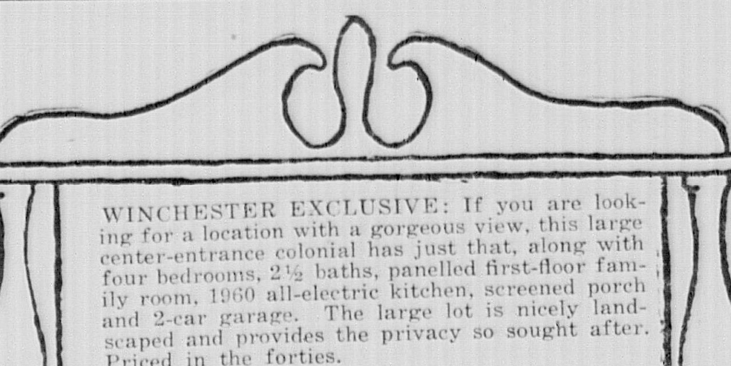 WINCHESTER EXCLUSIVE: If you are look-
ing for a location with a gorgeous view, this large
center-entrance colonial has just that, along with
four bedrooms, 2½ baths, panelled first-floor fam-
ily room, 1960 all-electric kitchen, screened porch
and 2-car garage. The large lot is nicely land-
scaped and provides the privacy so sought after.
Priced in the forties.